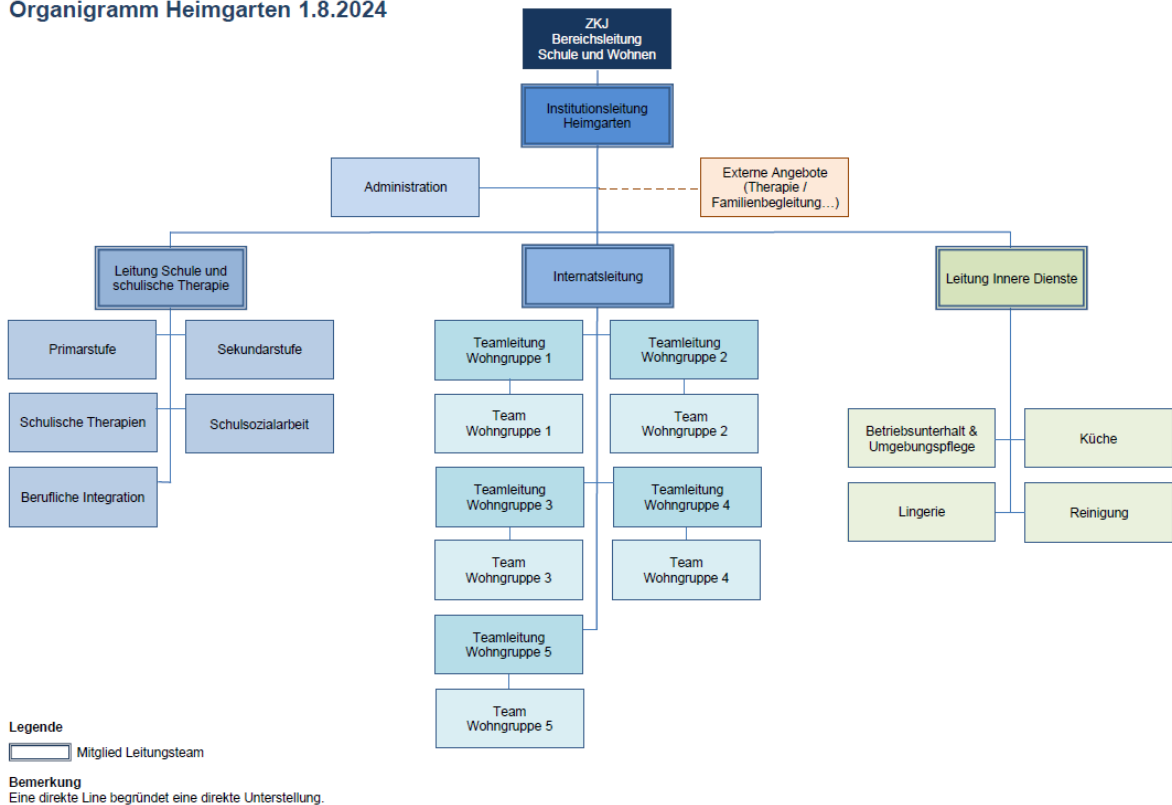 Organigramm Heimgarten 1.8.2024
ZKJ
Bereichsleitung
Schule und Wohnen
Institutionsleitung
Heimgarten
Administration
Externe Angebote
(Therapie /
Familienbegleitung…)
Leitung Schule und
schulische Therapie
Internatsleitung
Leitung Innere Dienste
Primarstufe
Sekundarstufe
Schulische Therapien
Schulsozialarbeit
Berufliche Integration
Teamleitung
Wohngruppe 1
Teamleitung
Wohngruppe 2
Team
Wohngruppe 1
Team
Wohngruppe 2
Teamleitung
Wohngruppe 3
Teamleitung
Wohngruppe 4
Team
Wohngruppe 3
Team
Wohngruppe 4
Teamleitung
Wohngruppe 5
Team
Wohngruppe 5
Betriebsunterhalt &
Umgebungspflege
Küche
Lingerie
Reinigung
Legende
Mitglied Leitungsteam
Bemerkung
Eine direkte Line begründet eine direkte Unterstellung.